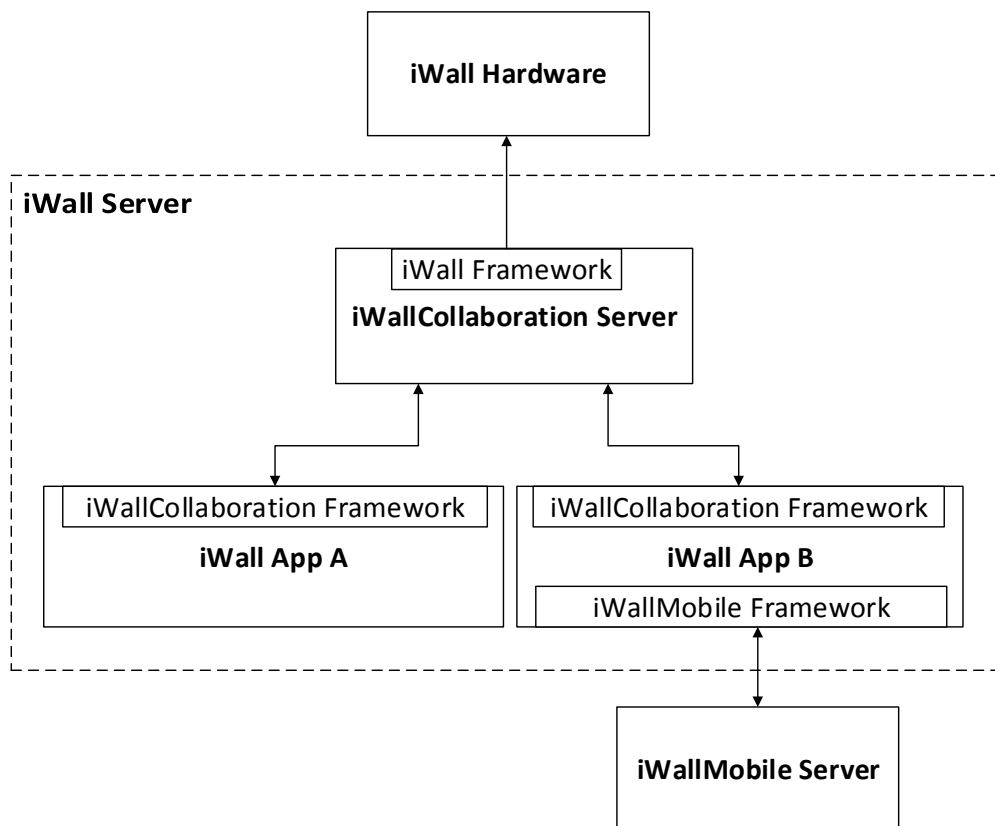 iWall Hardware
iWall Server
iWall Framework
iWallCollaboration Server
iWallCollaboration Framework
iWall App A
iWallCollaboration Framework
iWall App B
iWallMobile Framework
iWallMobile Server